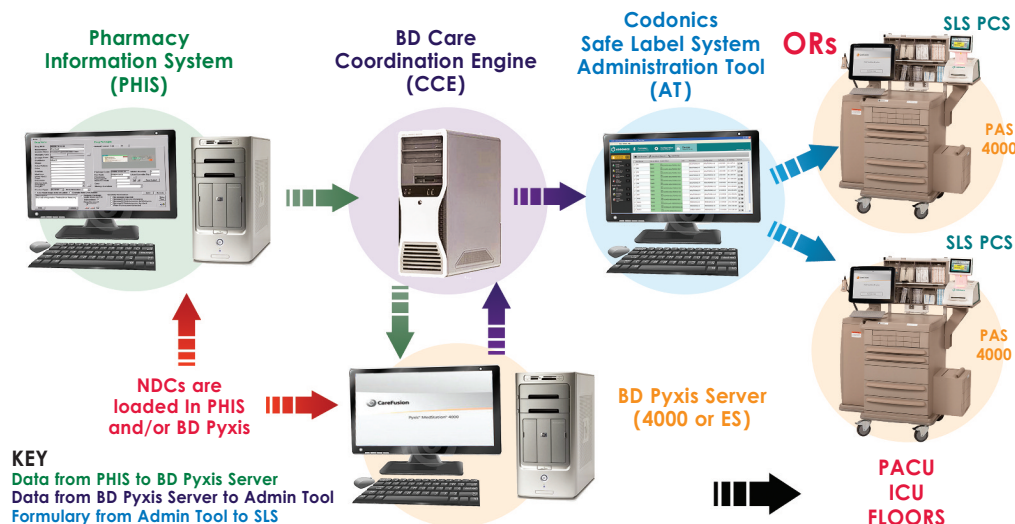 Pharmacy
Information System
(PHIS)
BD Care
Coordination Engine
(CCE)
Codonics
Safe Label System
Administration Tool
(AT)
ORs
SLS PCS
PAS
4000
SLS PCS
PAS
4000
NDCs are
loaded In PHIS
and/or BD Pyxis
CareFusion
Pyxis® MedStation® 4000
BD Pyxis Server
(4000 or ES)
KEY
Data from PHIS to BD Pyxis Server
Data from BD Pyxis Server to Admin Tool
Formulary from Admin Tool to SLS
PACU
ICU
FLOORS